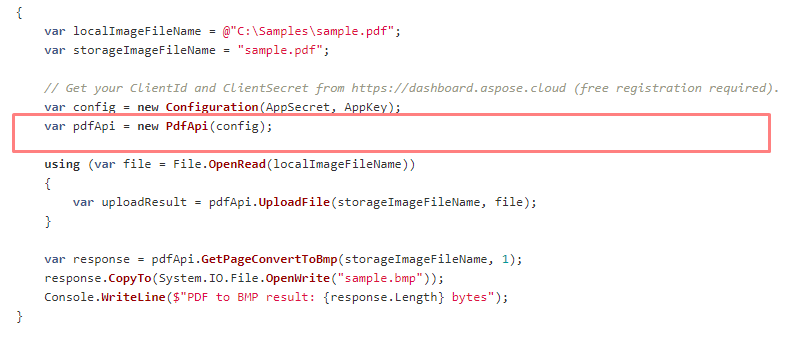 {
var localImageFileName = @"C:\Samples\sample.pdf";
var storageImageFileName = "sample.pdf";
// Get your ClientId and ClientSecret from https://dashboard.aspose.cloud (free registration required).
var config = new Configuration(AppSecret, AppKey);
var pdfApi = new PdfApi(config);
using (var file = File.OpenRead(localImageFileName))
{
var uploadResult = pdfApi.UploadFile(storageImageFileName, file);
}
var response = pdfApi.GetPageConvertToBmp(storageImageFileName, 1);
response.CopyTo(System.IO.File.OpenWrite("sample.bmp"));
Console.WriteLine($"PDF to BMP result: {response.Length} bytes");
}